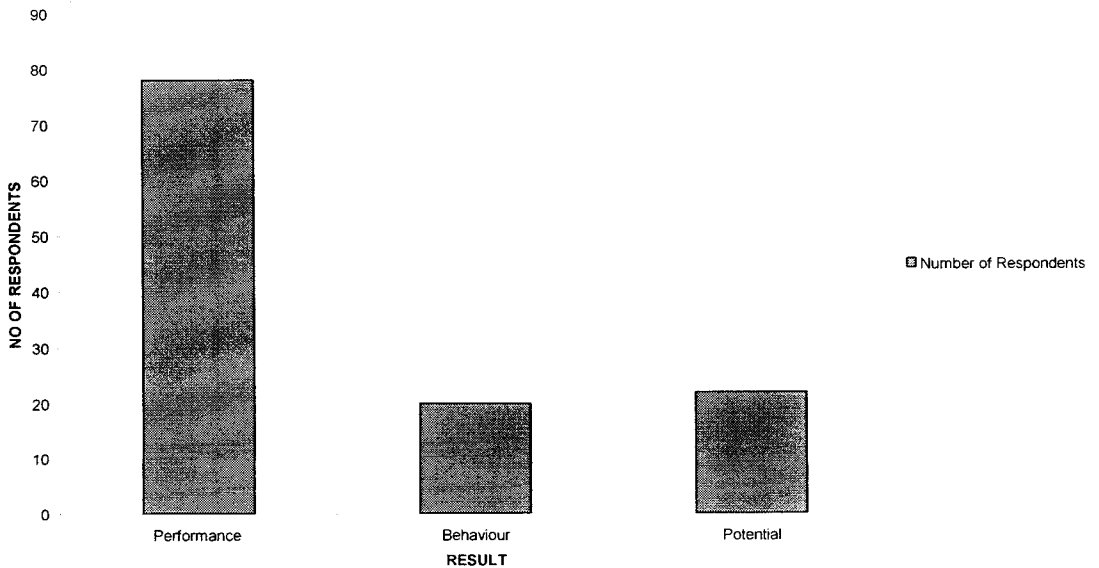 90
80
70
60
50
40
30
20
10
0
NO OF RESPONDENTS
Performance
Behaviour
Potential
RESULT
Number of Respondents